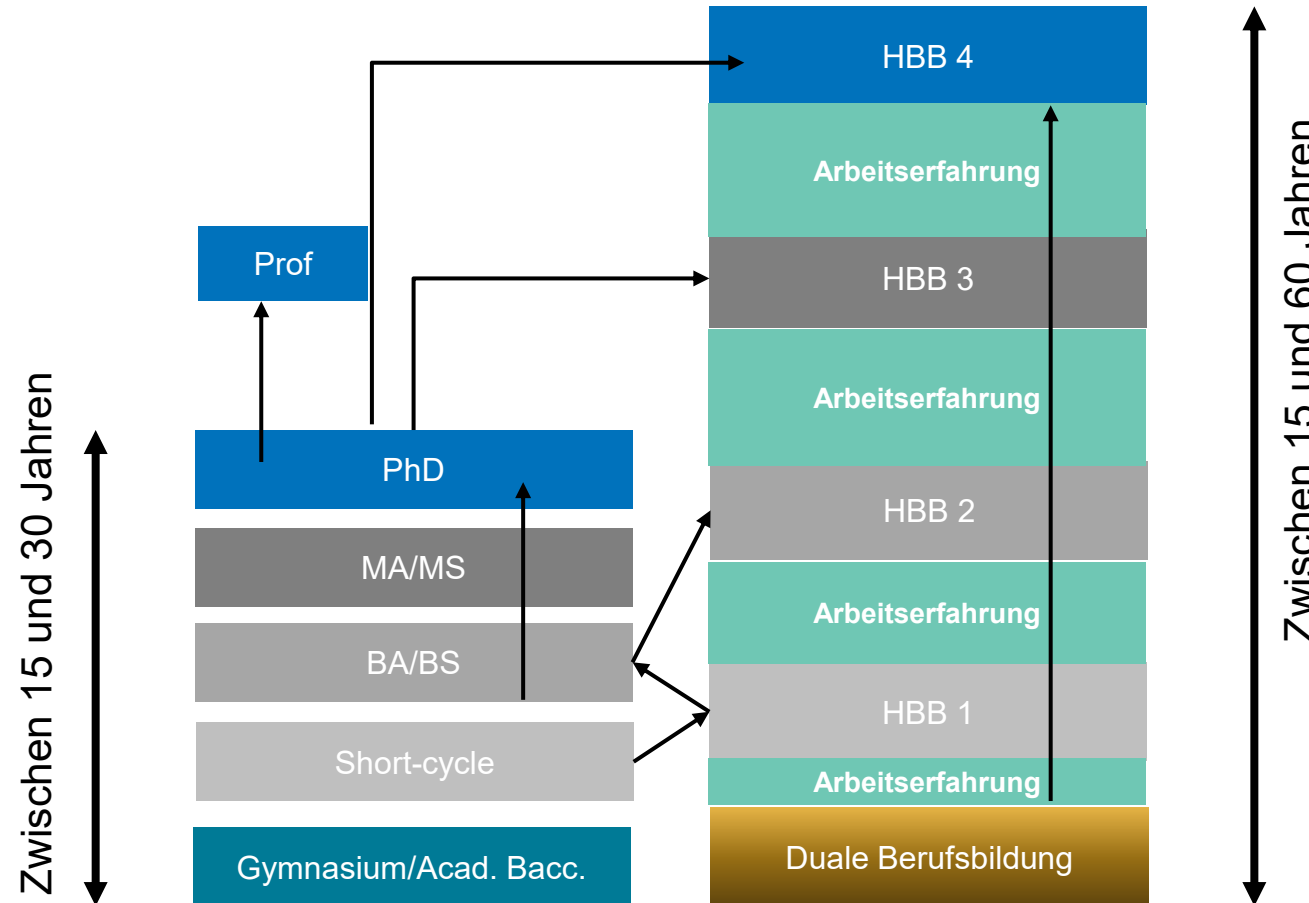 HBB 4
Arbeitserfahrung
Prof
HBB 3
Arbeitserfahrung
PhD
HBB 2
MA/MS
Arbeitserfahrung
BA/BS
HBB 1
Short-cycle
Arbeitserfahrung
Gymnasium/Acad. Bacc.
Duale Berufsbildung
Zwischen 15 und 30 Jahren
Zwischen 15 und 60 Jahren